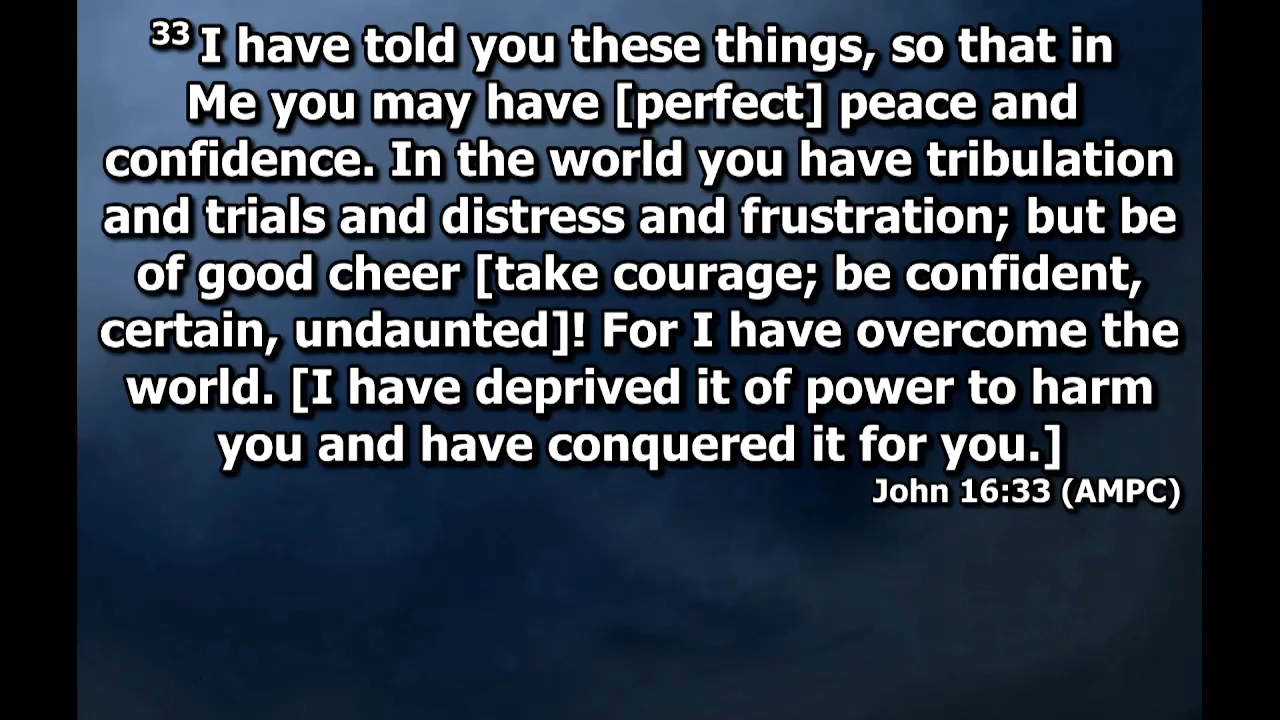 33 I have told you these things, so that in
Me you may have [perfect] peace and
confidence. In the world you have tribulation
and trials and distress and frustration; but be
of good cheer [take courage; be confident,
certain, undaunted]! For I have overcome the
world. [I have deprived it of power to harm
you and have conquered it for you.]
John 16:33 (AMPC)